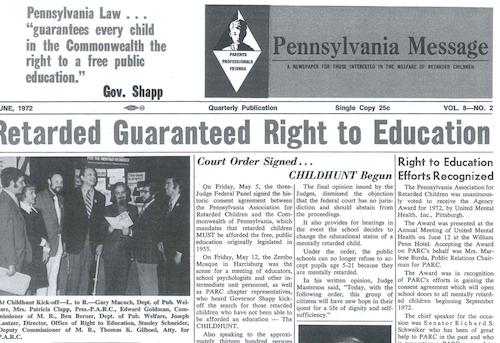 Pennsylvania Law . . .
"guarantees every child
in the Commonwealth the
right to a free public
education."
Gov. Shapp
PARENTS
PROFESSIONALS
FRIENDS
Pennsylvania Message
A NEWSPAPER FOR THOSE INTERESTED IN THE WELFARE OF RETARDED CHILDREN
UNE, 1972
Quarterly Publication
Single Copy 25c
VOL. 8—NO. 2
Retarded Guaranteed Right to Education
At Childhunt Kick-off—L. to R.—Gary Macuch, Dept. of Pub. Wel-
fare, Mrs. Patricia Clapp, Pres.-P.A.R.C., Edward Goldman, Com-
missioner of M. R., Ben Berner, Dept. of Pub. Welfare, Joseph
Lantzer, Director, Office of Right to Education, Stanley Schneider,
Deputy Commissioner of M. R., Thomas K. Gilhool, Atty. for
P.A.R.C.
Court Order Signed . . .
CHILDHUNT Begun
On Friday, May 5, the three-
Judge Federal Panel signed the his-
toric consent agreement between
the Pennsylvania Association for
Retarded Children and the Com-
monwealth of Pennsylvania, which
mandates that retarded children
MUST be afforded the free, public
education originally legislated in
1955.
On Friday, May 12, the Zembo
Mosque in Harrisburg was the
scene for a meeting of educators,
school psychologists and other in-
termediate unit personnel, as well
as PARC chapter representatives,
who heard Governor Shapp kick-
off the search for those retarded
children who have not been able to
be afforded an education — The
CHILDHUNT.
Also speaking to the approxi-
mately thirteen hundred persons
The final opinion issued by the
Judges, dismissed the objection
that the federal court has no juris-
diction and should abstain from
the proceedings.
It also provides for hearings in
the event the school decides to
change the educational status of a
mentally retarded child.
Under the order, the public
schools can no longer refuse to ac-
cept pupils age 5-21 because they
are mentally retarded.
In his written opinion, Judge
Masterson said, "Today, with the
following order, this group of
citizens will have new hope in their
quest for a life of dignity and self-
sufficiency."
Right to Education
Efforts Recognized
The Pennsylvania Association
for Retarded Children was unanimous-
ly voted to receive the Agency
Award for 1972, by United Mental
Health, Inc., Pittsburgh.
The Award was presented at the
Annual Meeting of United Mental
Health on June 12 at the William
Penn Hotel. Accepting the Award
on PARC's behalf was Mrs. Mar-
lene Burda, Public Relations Chair-
man for PARC.
The Award was in recognition
of PARC's efforts in gaining the
consent agreement which will open
school doors to all mentally retard-
ed children beginning September
1972.
Chief speaker for the occasion
was Senator Richard S.
Schweiker who has been of great
help to PARC in the past and who